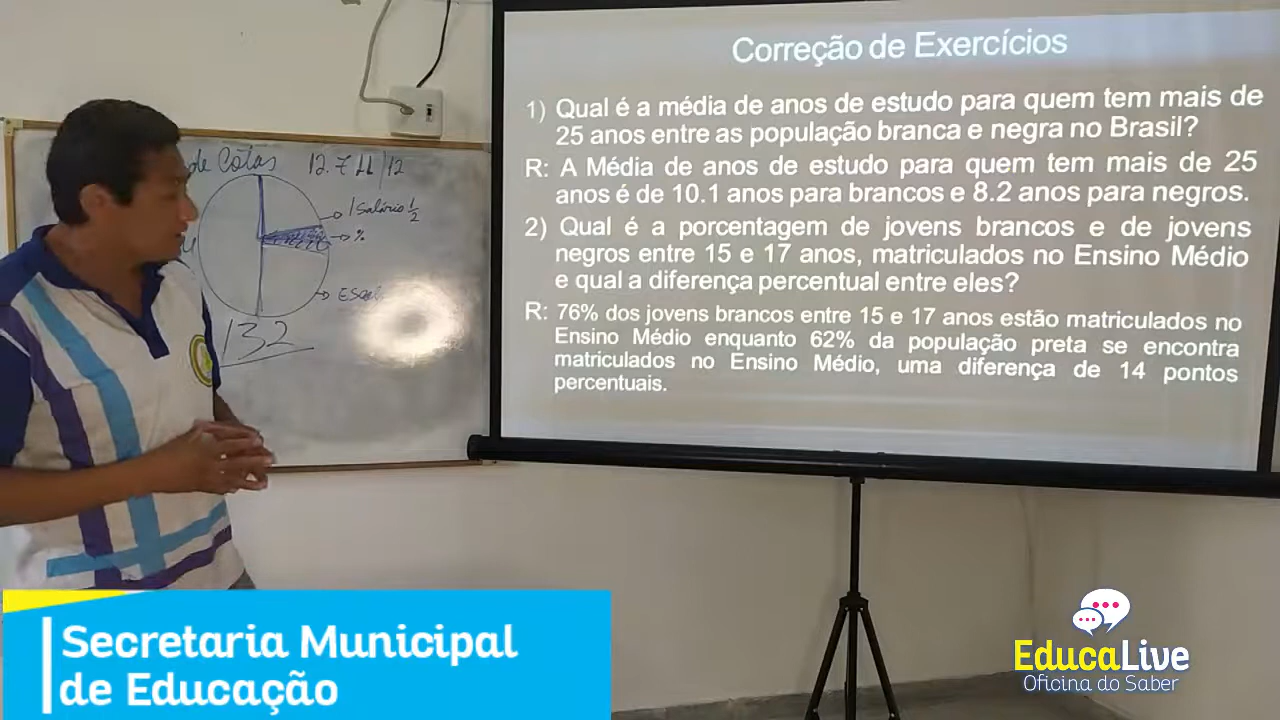 Correção de Exercícios
1) Qual é a média de anos de estudo para quem tem mais de
25 anos entre as população branca e negra no Brasil?
R: A Média de anos de estudo para quem tem mais de 25
anos é de 10.1 anos para brancos e 8.2 anos para negros.
2) Qual é a porcentagem de jovens brancos e de jovens
negros entre 15 e 17 anos, matriculados no Ensino Médio
e qual a diferença percentual entre eles?
R: 76% dos jovens brancos entre 15 e 17 anos estão matriculados no
Ensino Médio enquanto 62% da população preta se encontra
matriculados no Ensino Médio, uma diferença de 14 pontos
percentuais.
de Cotas
1 Salário 1/2
%
132
Secretaria Municipal
de Educação
EducaLive
Oficina do Saber